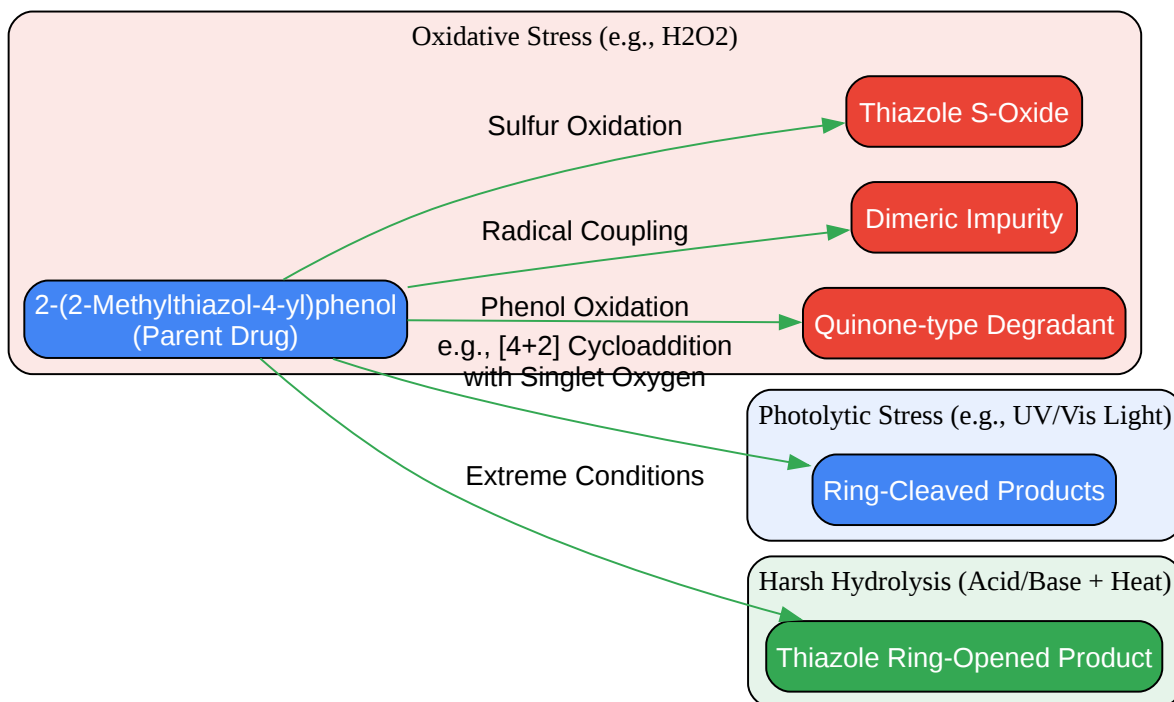 Oxidative Stress (e.g., H2O2)
Sulfur Oxidation
Thiazole S-Oxide
Radical Coupling
Dimeric Impurity
2-(2-Methylthiazol-4-yl)phenol
(Parent Drug)
Phenol Oxidation
Quinone-type Degradant
e.g., [4+2] Cycloaddition
with Singlet Oxygen
Photolytic Stress (e.g., UV/Vis Light)
Ring-Cleaved Products
Extreme Conditions
Harsh Hydrolysis (Acid/Base + Heat)
Thiazole Ring-Opened Product